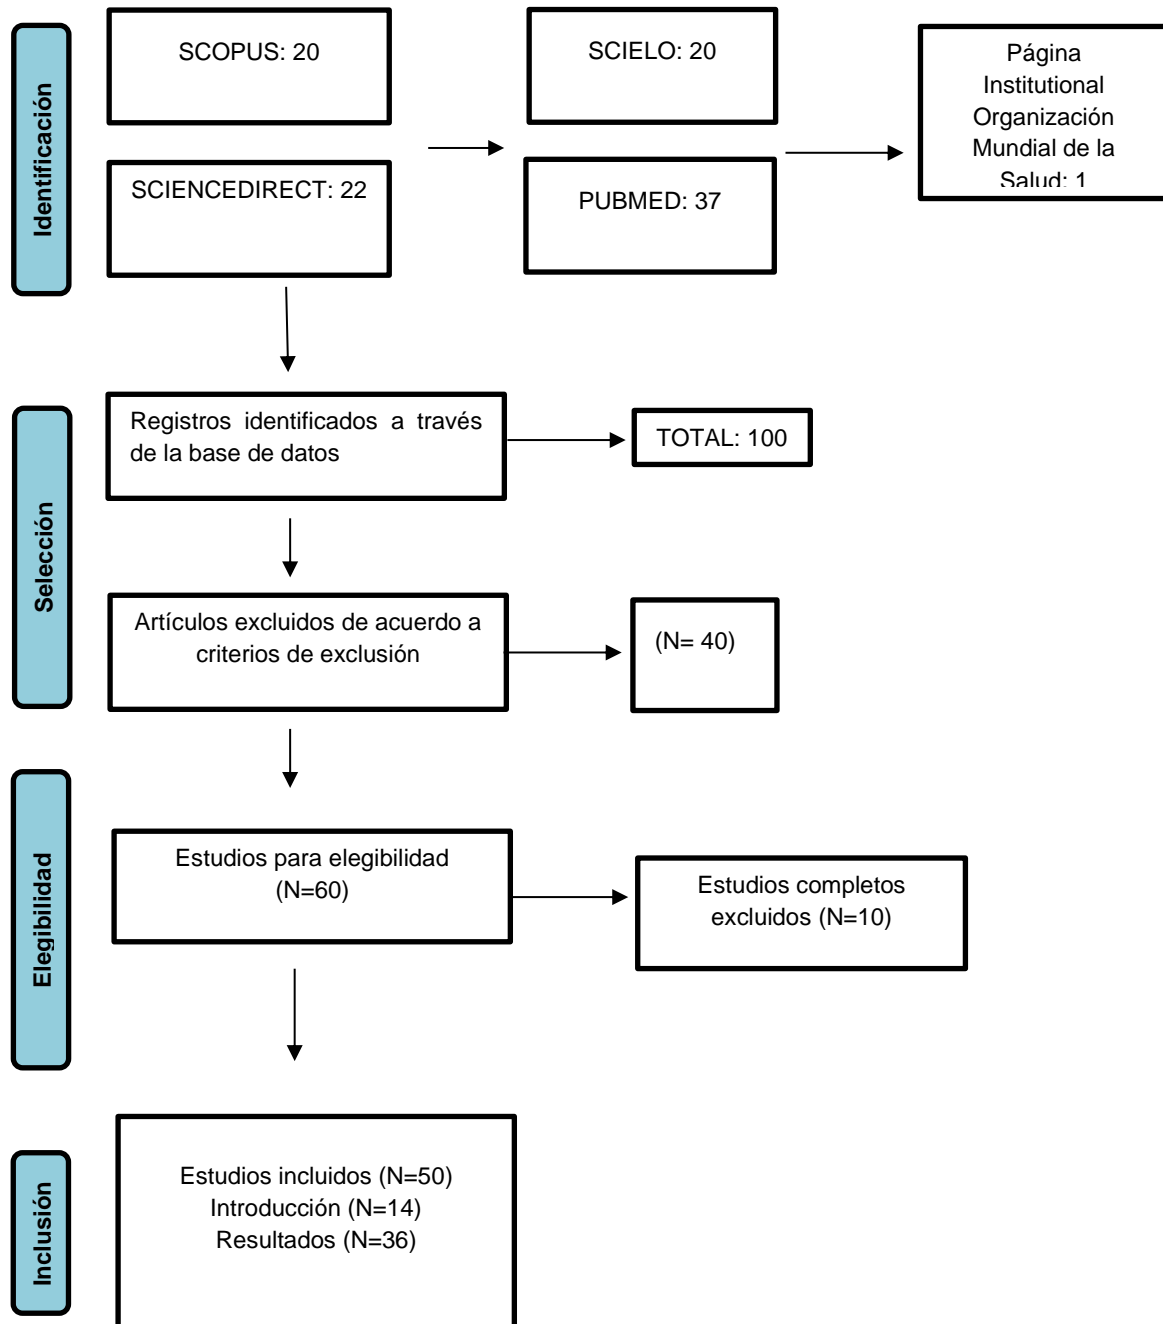 Identificación
SCOPUS: 20
SCIELO: 20
Página
Institutional
Organización
Mundial de la
Salud: 1
SCIENCEDIRECT: 22
PUBMED: 37
Selección
Registros identificados a través
de la base de datos
TOTAL: 100
Artículos excluidos de acuerdo a
criterios de exclusión
(N= 40)
Elegibilidad
Estudios para elegibilidad
(N=60)
Estudios completos
excluidos (N=10)
Inclusión
Estudios incluidos (N=50)
Introducción (N=14)
Resultados (N=36)